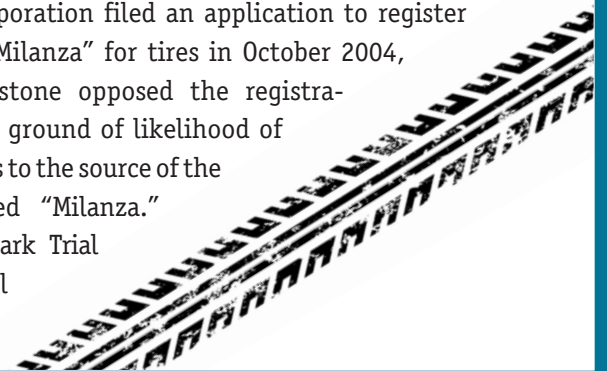 poration filed an application to register
Milanza” for tires in October 2004,
stone opposed the registra-
ground of likelihood of
s to the source of the
ed “Milanza.”
ark Trial
l